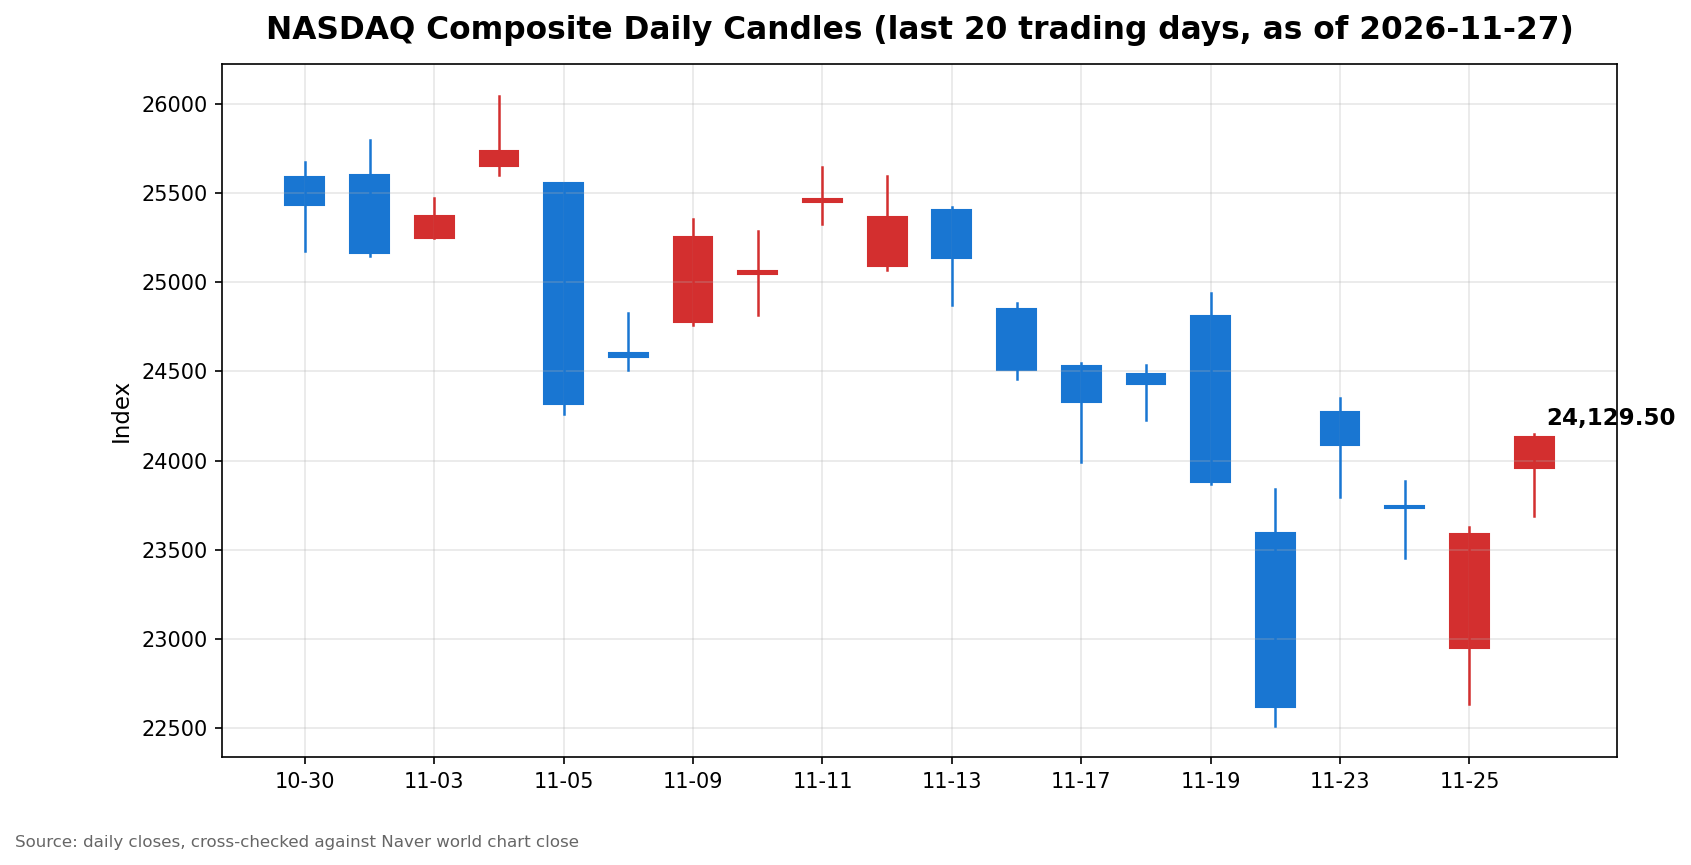 NASDAQ Composite Daily Candles (last 20 trading days, as of 2026-11-27)
Index
26000
25500
25000
24500
24000
23500
23000
22500
24,129.50
10-30 11-03 11-05 11-09 11-11 11-13 11-17 11-19 11-23 11-25
Source: daily closes, cross-checked against Naver world chart close